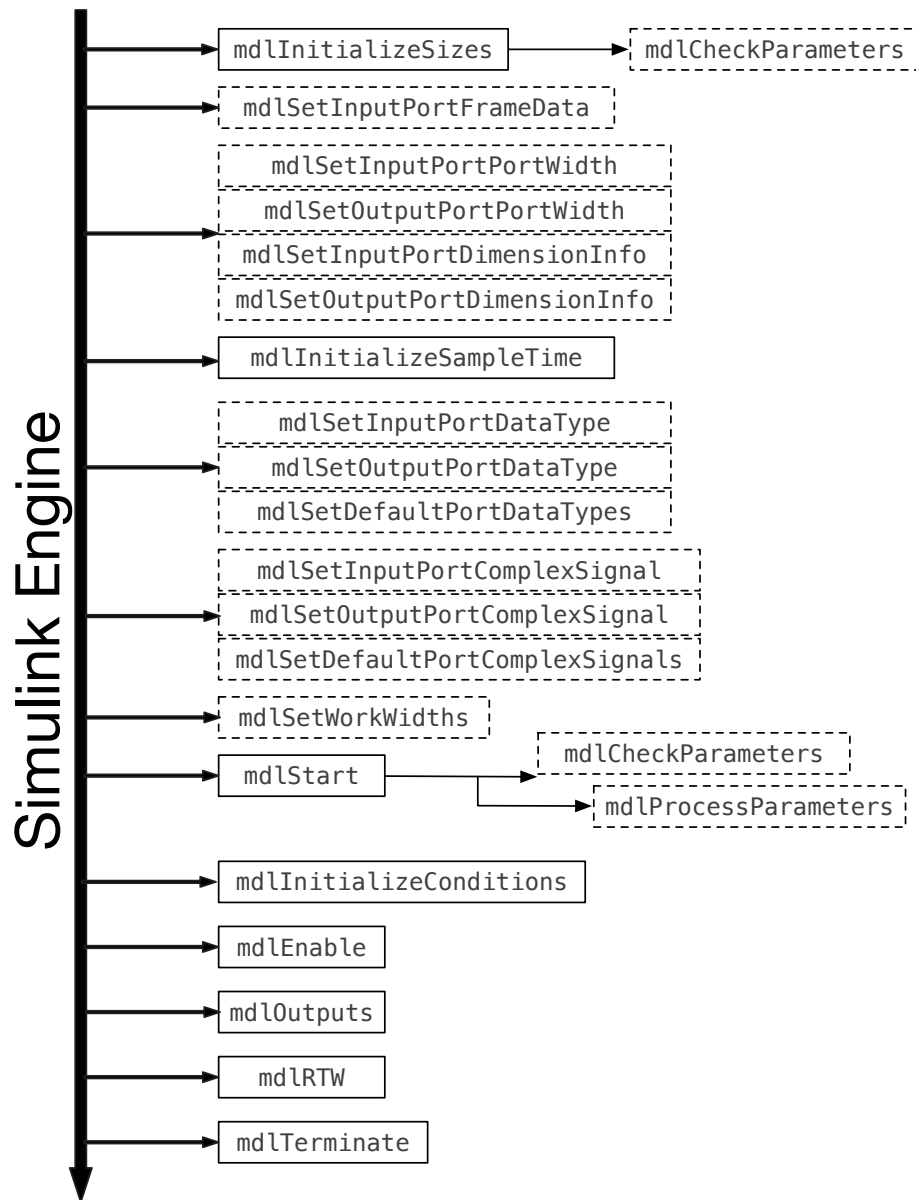 Simulink Engine
mdlInitializeSizes
mdlCheckParameters
mdlSetInputPortFrameData
mdlSetInputPortPortWidth
mdlSetOutputPortPortWidth
mdlSetInputPortDimensionInfo
mdlSetOutputPortDimensionInfo
mdlInitializeSampleTime
mdlSetInputPortDataType
mdlSetOutputPortDataType
mdlSetDefaultPortDataTypes
mdlSetInputPortComplexSignal
mdlSetOutputPortComplexSignal
mdlSetDefaultPortComplexSignals
mdlSetWorkWidths
mdlStart
mdlCheckParameters
mdlProcessParameters
mdlInitializeConditions
mdlEnable
mdlOutputs
mdlRTW
mdlTerminate